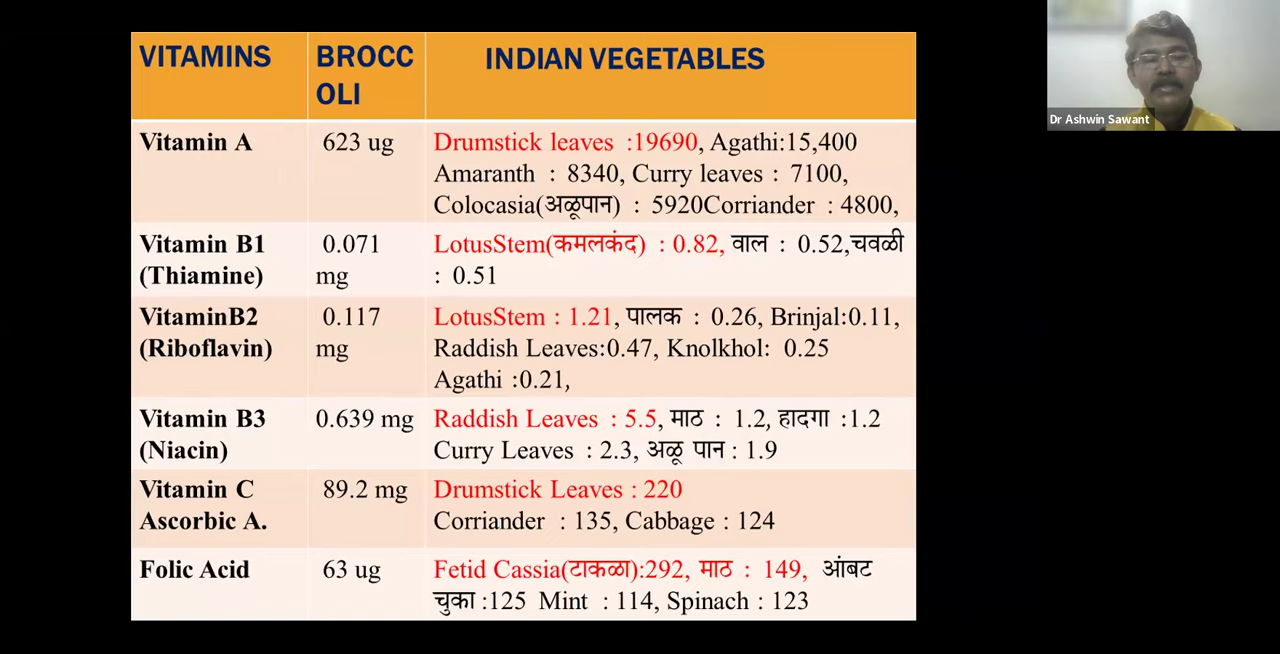 VITAMINS
BROCC
OLI
INDIAN VEGETABLES
Vitamin A
623 ug
Drumstick leaves :19690, Agathi:15,400
Amaranth : 8340, Curry leaves : 7100,
Colocasia(अळूपान) : 5920Corriander : 4800,
Vitamin B1
(Thiamine)
0.071
mg
LotusStem(कमलकंद) : 0.82, वाल : 0.52,चवळी
: 0.51
VitaminB2
(Riboflavin)
0.117
mg
LotusStem : 1.21, पालक : 0.26, Brinjal:0.11,
Raddish Leaves:0.47, Knolkhol: 0.25
Agathi :0.21,
Vitamin B3
(Niacin)
0.639 mg
Raddish Leaves : 5.5, माठ : 1.2, हादगा :1.2
Curry Leaves : 2.3, अळू पान : 1.9
Vitamin C
Ascorbic A.
89.2 mg
Drumstick Leaves : 220
Corriander : 135, Cabbage : 124
Folic Acid
63 ug
Fetid Cassia(टाकळा):292, माठ : 149, आंबट
चुका :125 Mint : 114, Spinach : 123
Dr Ashwin Sawant